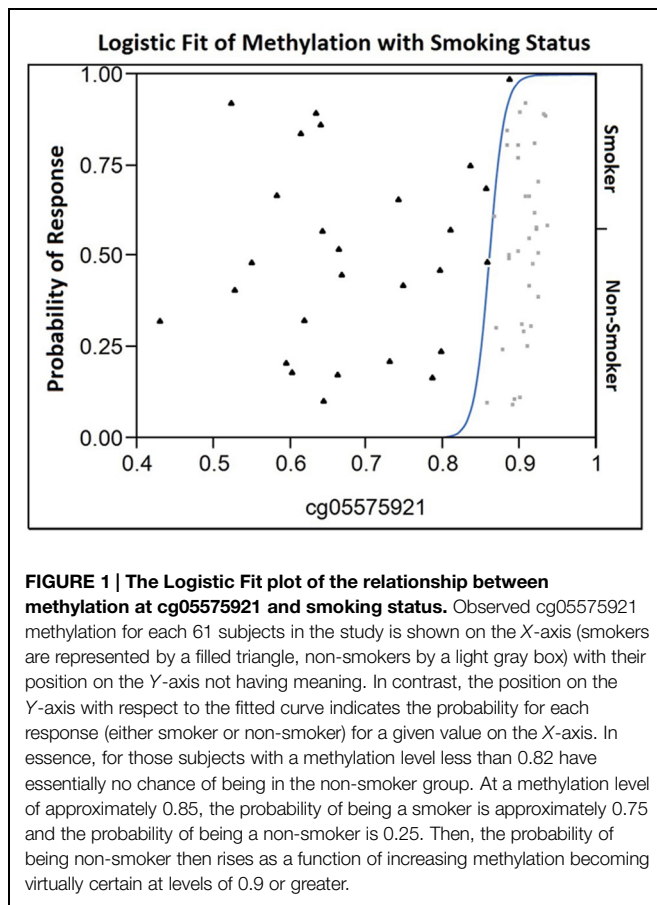 Logistic Fit of Methylation with Smoking Status
Probability of Response
1.00
0.75
0.50
0.25
0.00
0.4 0.5 0.6 0.7 0.8 0.9 1
cg05575921
Smoker
Non-Smoker
FIGURE 1 | The Logistic Fit plot of the relationship between
methylation at cg05575921 and smoking status. Observed cg05575921
methylation for each 61 subjects in the study is shown on the X-axis (smokers
are represented by a filled triangle, non-smokers by a light gray box) with their
position on the Y-axis not having meaning. In contrast, the position on the
Y-axis with respect to the fitted curve indicates the probability for each
response (either smoker or non-smoker) for a given value on the X-axis. In
essence, for those subjects with a methylation level less than 0.82 have
essentially no chance of being in the non-smoker group. At a methylation level
of approximately 0.85, the probability of being a smoker is approximately 0.75
and the probability of being a non-smoker is 0.25. Then, the probability of
being non-smoker then rises as a function of increasing methylation becoming
virtually certain at levels of 0.9 or greater.